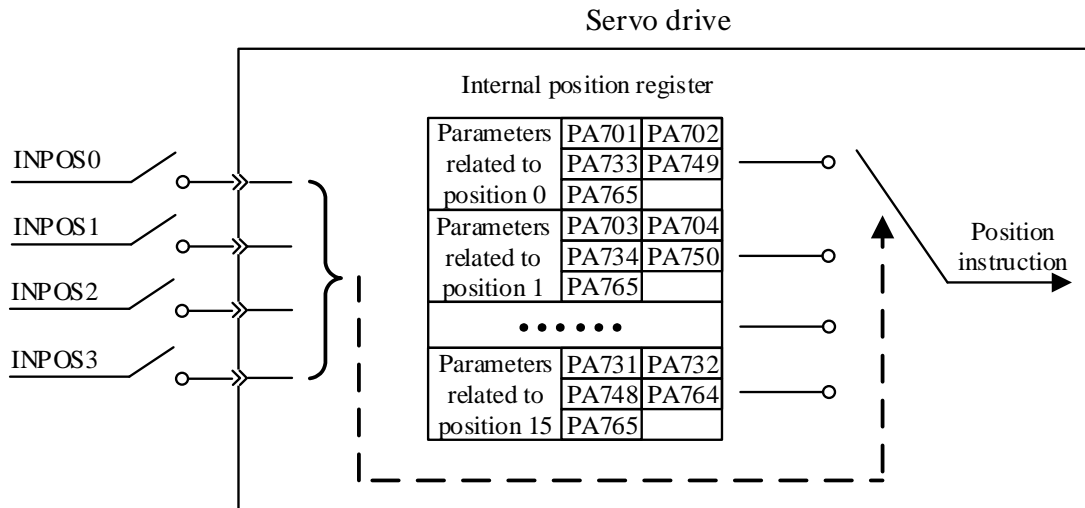 Servo drive
Internal position register
INPOS0
INPOS1
INPOS2
INPOS3
Parameters
related to
position 0
PA701 PA702
PA733 PA749
PA765
Parameters
related to
position 1
PA703 PA704
PA734 PA750
PA765
Parameters
related to
position 15
PA731 PA732
PA748 PA764
PA765
Position
instruction